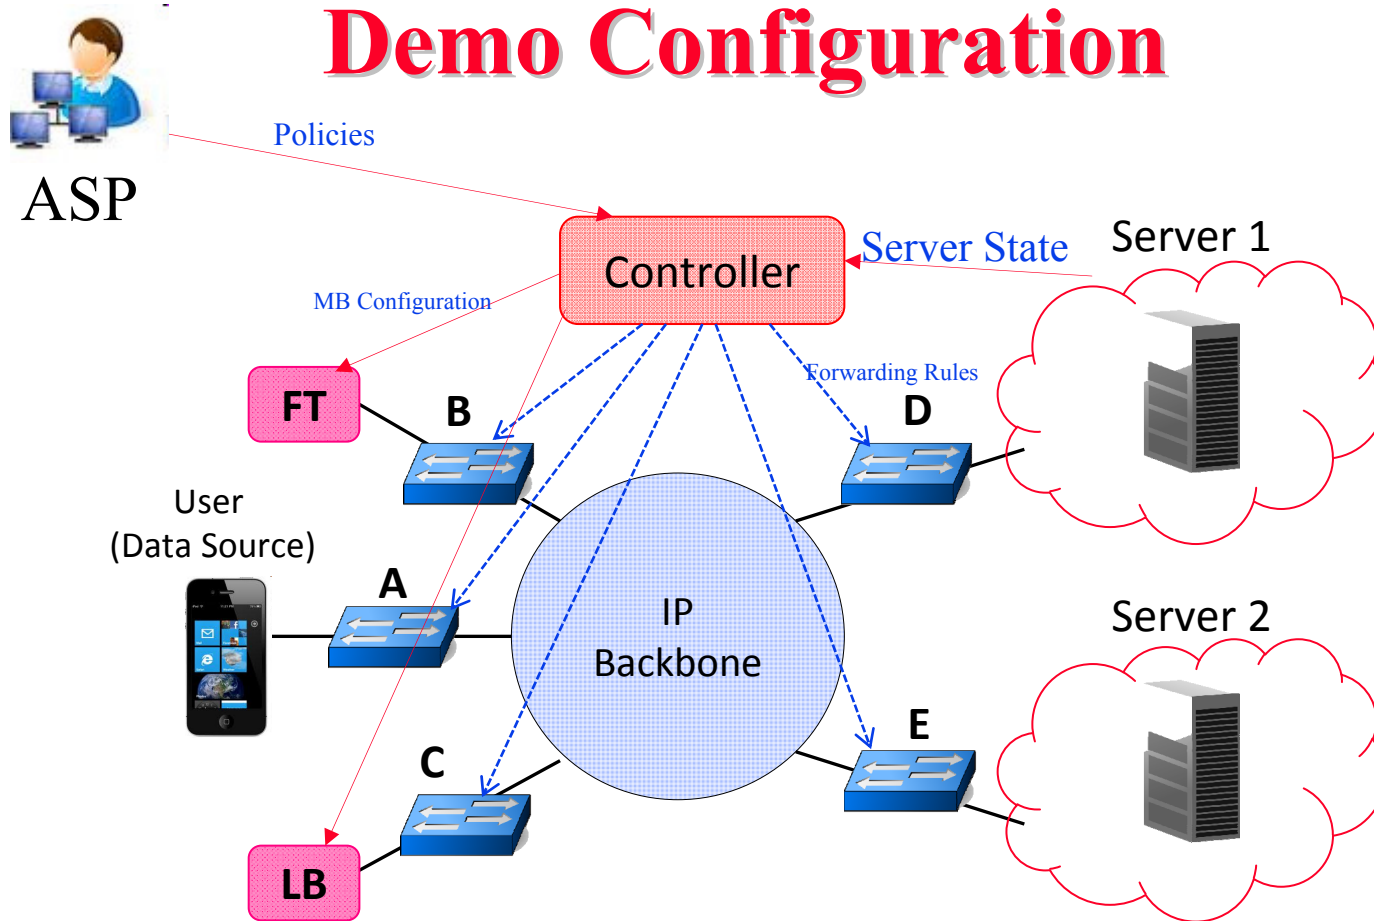 Demo Configuration
Policies
ASP
Controller
Server State
Server 1
MB Configuration
Forwarding Rules
FT
B
D
User
(Data Source)
A
IP
Backbone
Server 2
C
E
LB